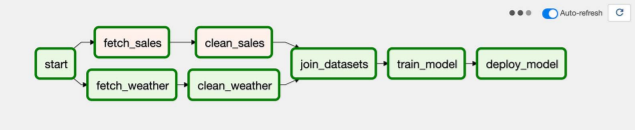 Auto-refresh
fetch_sales
clean_sales
start
join_datasets
train_model
deploy_model
fetch_weather
clean_weather